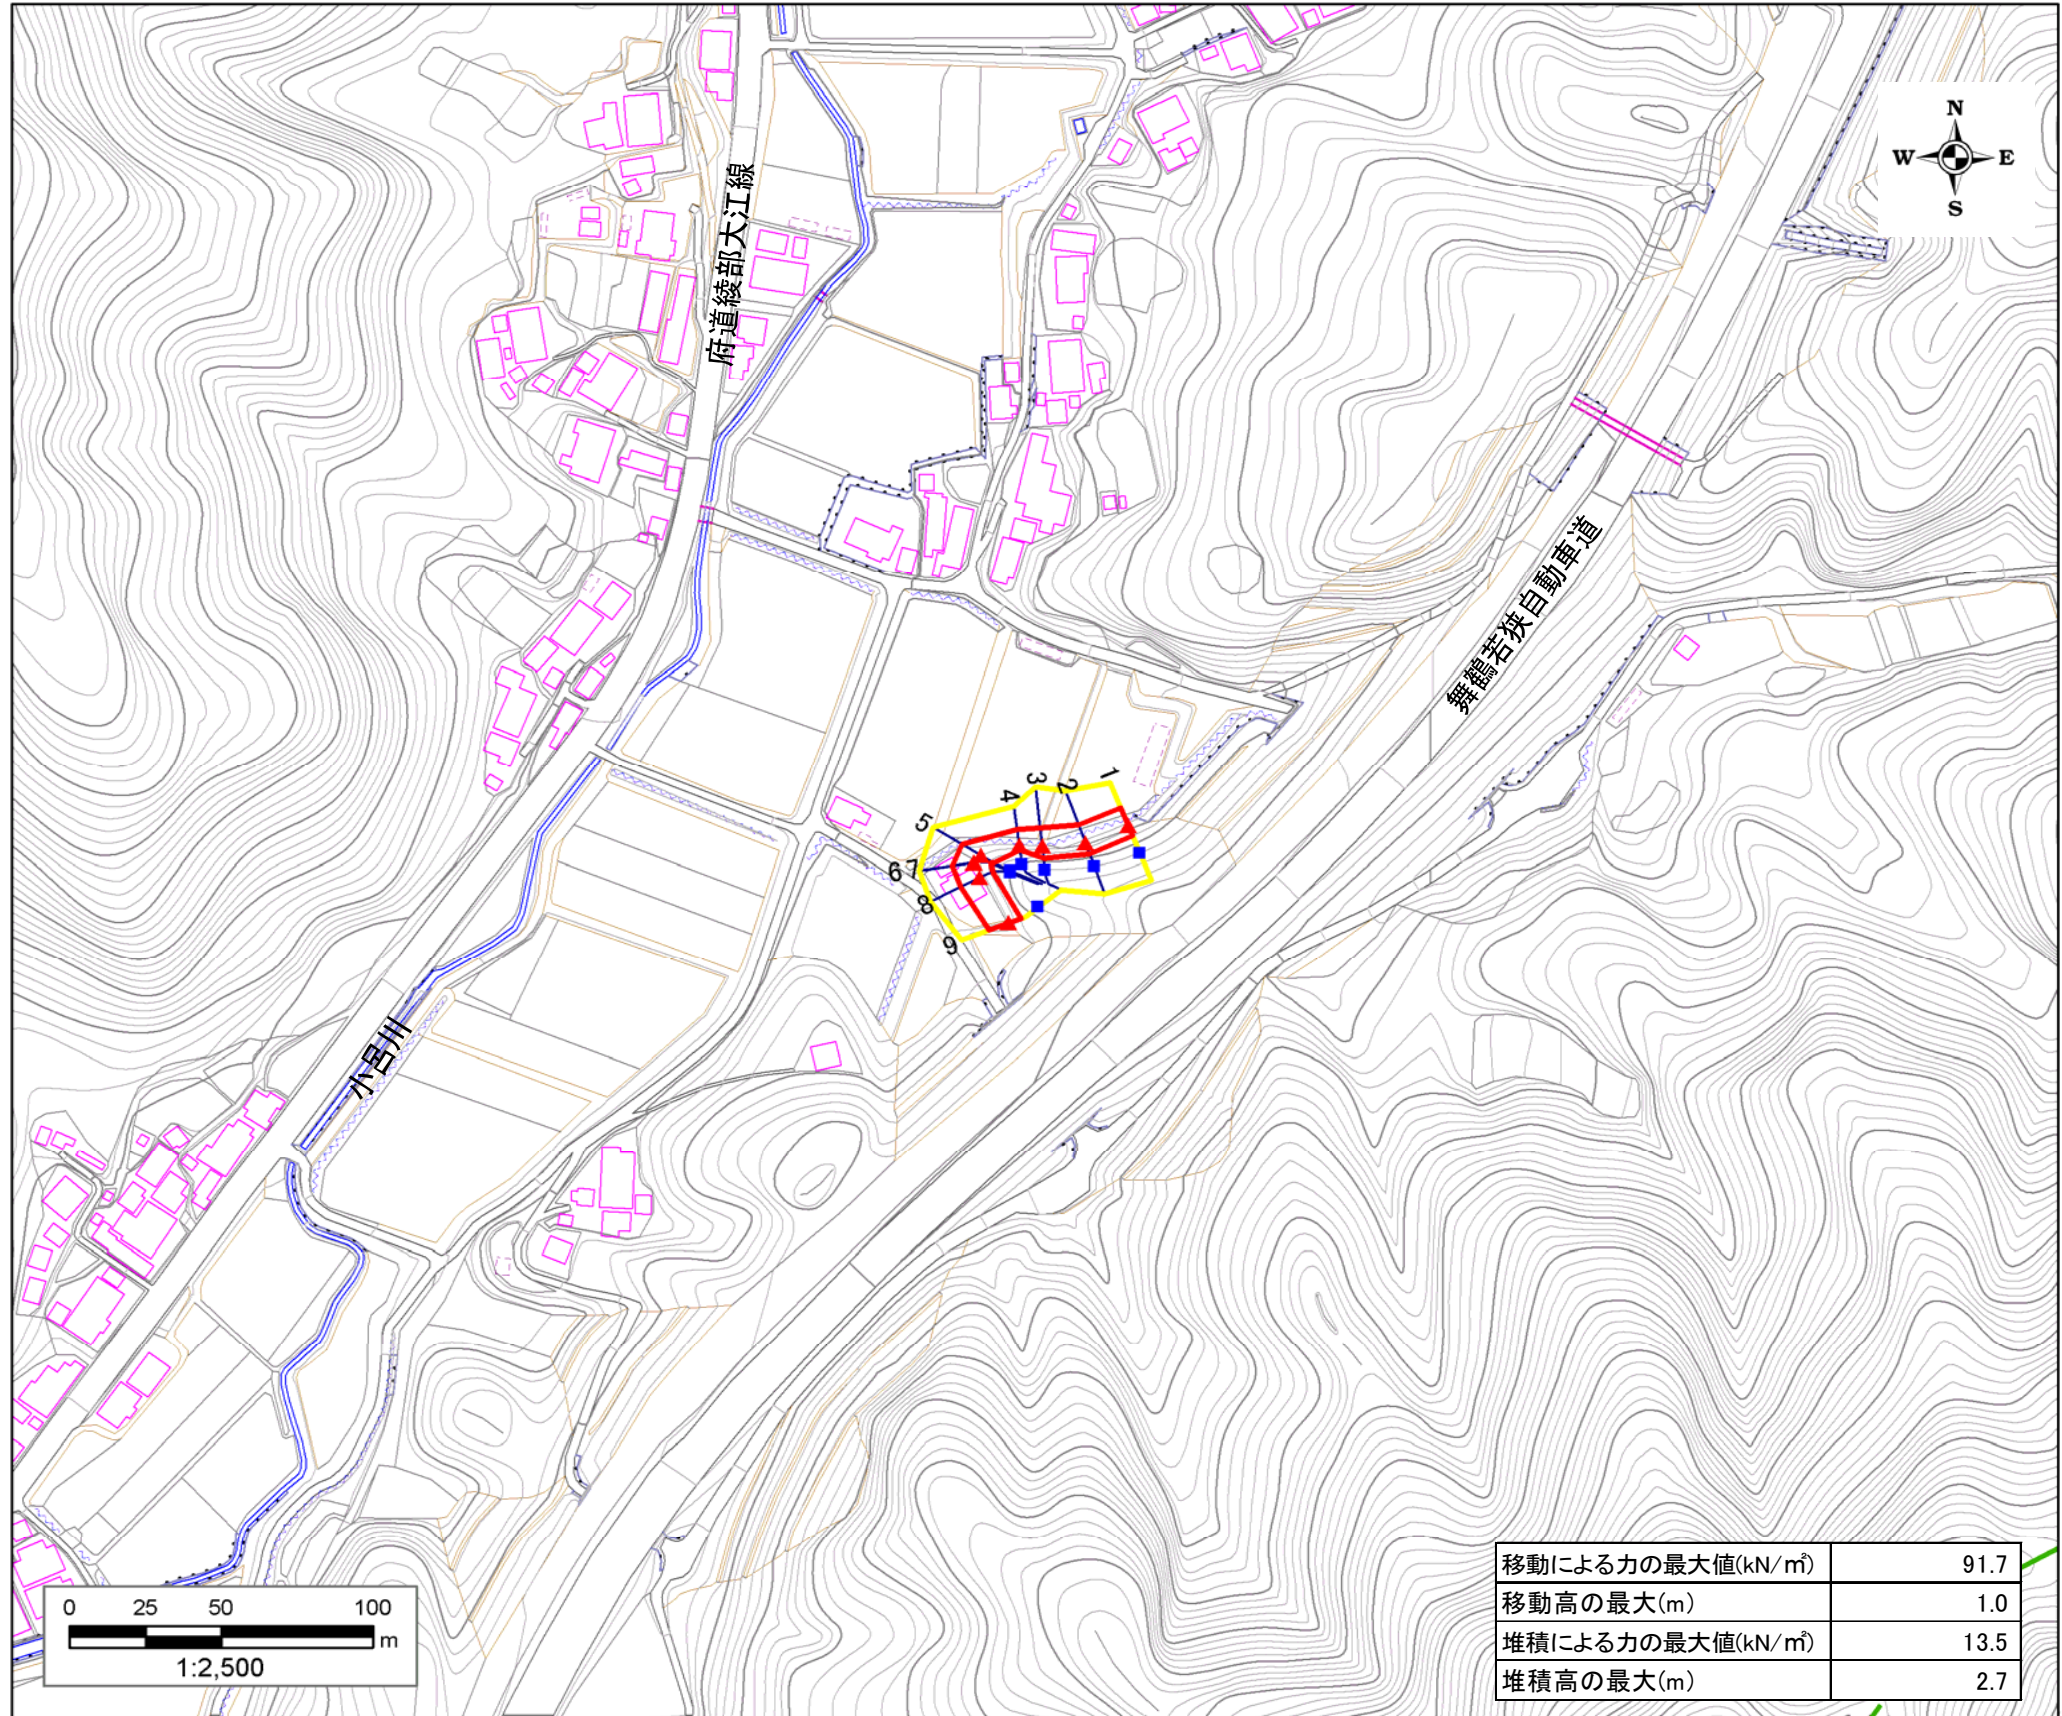 N
W E
S
府道綾部大江線
舞鶴若狭自動車道
小呂川
1
2
3
4
5
6 7
8
9
移動による力の最大値(kN/㎡) 91.7
移動高の最大(m) 1.0
堆積による力の最大値(kN/㎡) 13.5
堆積高の最大(m) 2.7
0 25 50 100
m
1:2,500